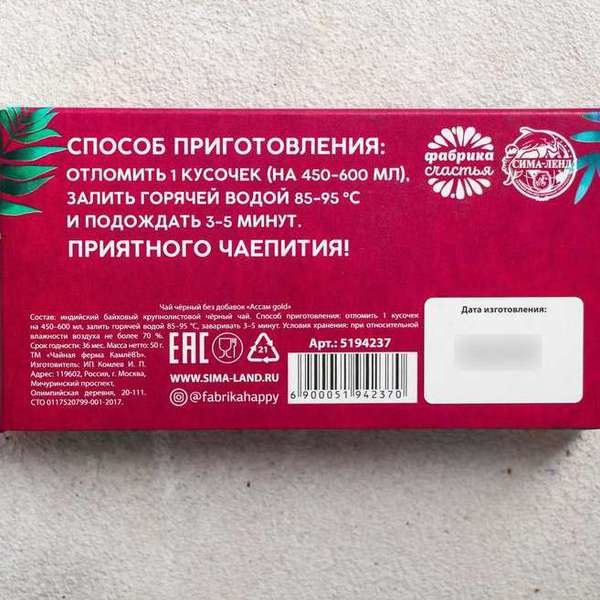 СПОСОБ ПРИГОТОВЛЕНИЯ:
ОТЛОМИТЬ 1 КУСОЧЕК (НА 450-600 МЛ),
ЗАЛИТЬ ГОРЯЧЕЙ ВОДОЙ 85-95 °С
И ПОДОЖДАТЬ 3-5 МИНУТ.
ПРИЯТНОГО ЧАЕПИТИЯ!
фабрика
счастья
СИМА-ЛЕНД
Чай чёрный без добавок «Ассам gold»
Состав: индийский байховый крупнолистовой чёрный чай. Способ приготовления: отломить 1 кусочек
на 450-600 мл, залить горячей водой 85-95 °С, заваривать 3-5 минут. Условия хранения: при относительной
влажности воздуха не более 70 %.
Срок годности: 36 мес. Масса нетто: 50 г.
ТМ «Чайная ферма КамлёвЪ».
Изготовитель: ИП Комлев И. П.
Адрес: 119602, Россия, г. Москва,
Мичуринский проспект,
Олимпийская деревня, 20-111.
СТО 0117520799-001-2017.
EAC
21
WWW.SIMA-LAND.RU
@fabrikahappy
Арт.: 5194237
6 900051 942370
Дата изготовления: